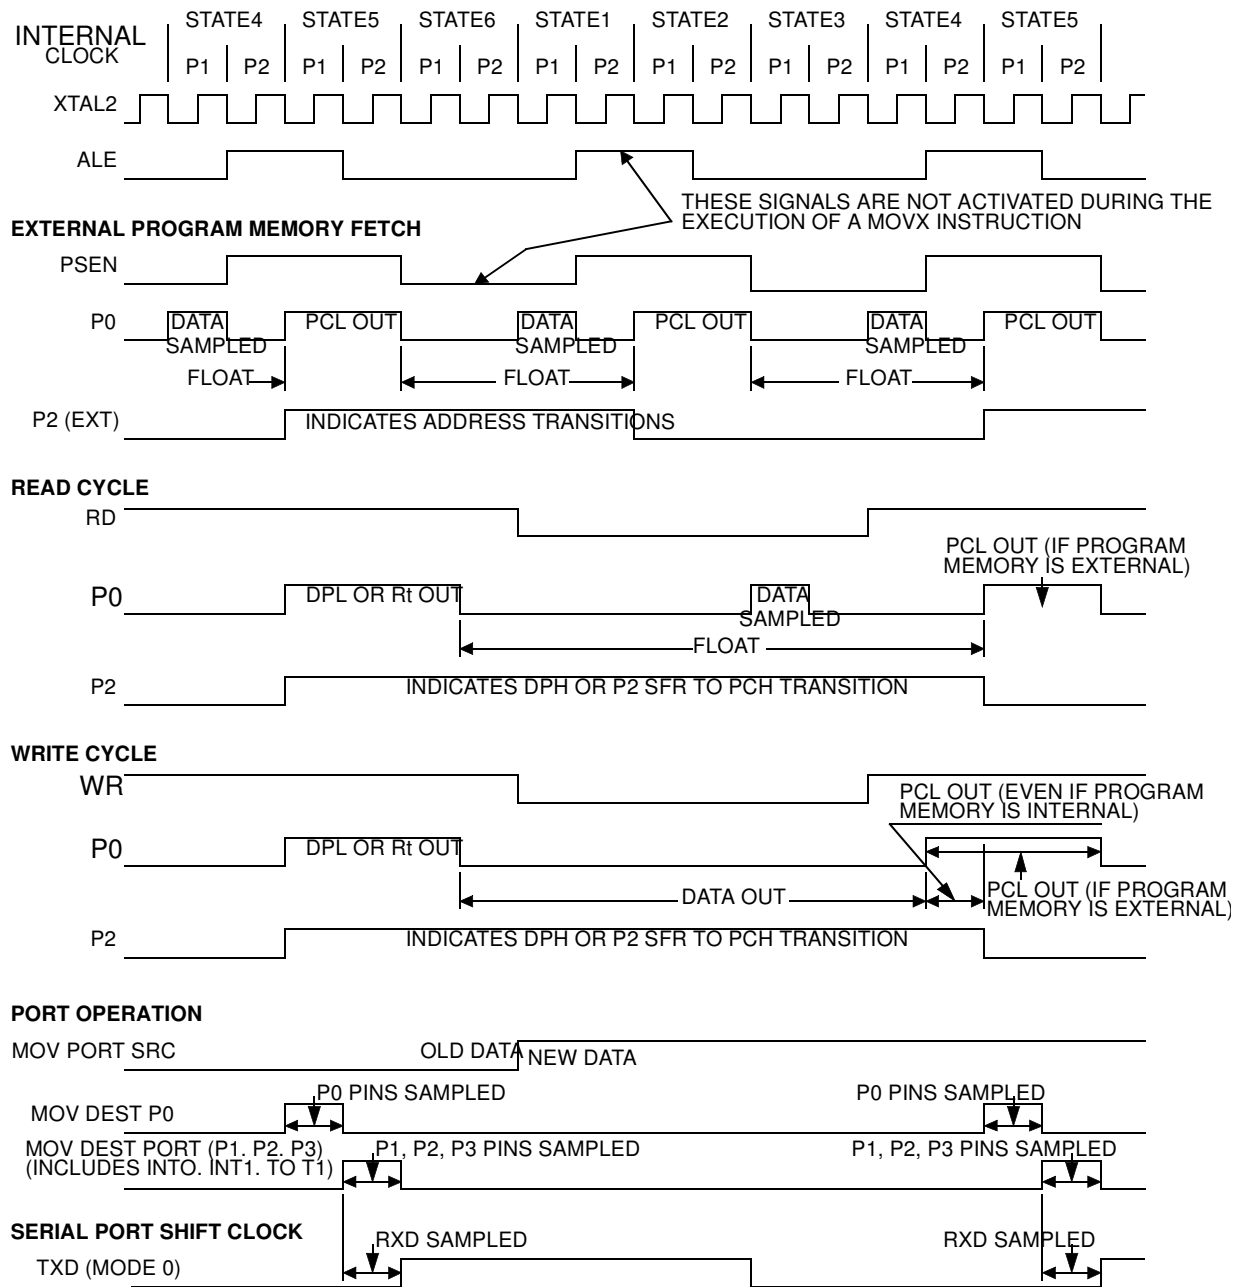 INTERNAL
CLOCK
STATE4 STATE5 STATE6 STATE1 STATE2 STATE3 STATE4 STATE5
P1 P2 P1 P2 P1 P2 P1 P2 P1 P2 P1 P2 P1 P2 P1 P2
XTAL2
ALE
THESE SIGNALS ARE NOT ACTIVATED DURING THE
EXECUTION OF A MOVX INSTRUCTION
EXTERNAL PROGRAM MEMORY FETCH
PSEN
P0 DATA PCL OUT DATA PCL OUT DATA PCL OUT
SAMPLED SAMPLED SAMPLED
FLOAT FLOAT FLOAT
P2 (EXT) INDICATES ADDRESS TRANSITIONS
READ CYCLE
RD
PCL OUT (IF PROGRAM
MEMORY IS EXTERNAL)
P0 DPL OR Rt OUT DATA
SAMPLED
FLOAT
P2 INDICATES DPH OR P2 SFR TO PCH TRANSITION
WRITE CYCLE
WR
PCL OUT (EVEN IF PROGRAM
MEMORY IS INTERNAL)
P0 DPL OR Rt OUT
DATA OUT
PCL OUT (IF PROGRAM
MEMORY IS EXTERNAL)
P2 INDICATES DPH OR P2 SFR TO PCH TRANSITION
PORT OPERATION
MOV PORT SRC OLD DATA NEW DATA
P0 PINS SAMPLED P0 PINS SAMPLED
MOV DEST P0
MOV DEST PORT (P1. P2. P3) P1, P2, P3 PINS SAMPLED P1, P2, P3 PINS SAMPLED
(INCLUDES INTO. INT1. TO T1)
SERIAL PORT SHIFT CLOCK
RXD SAMPLED RXD SAMPLED
TXD (MODE 0)